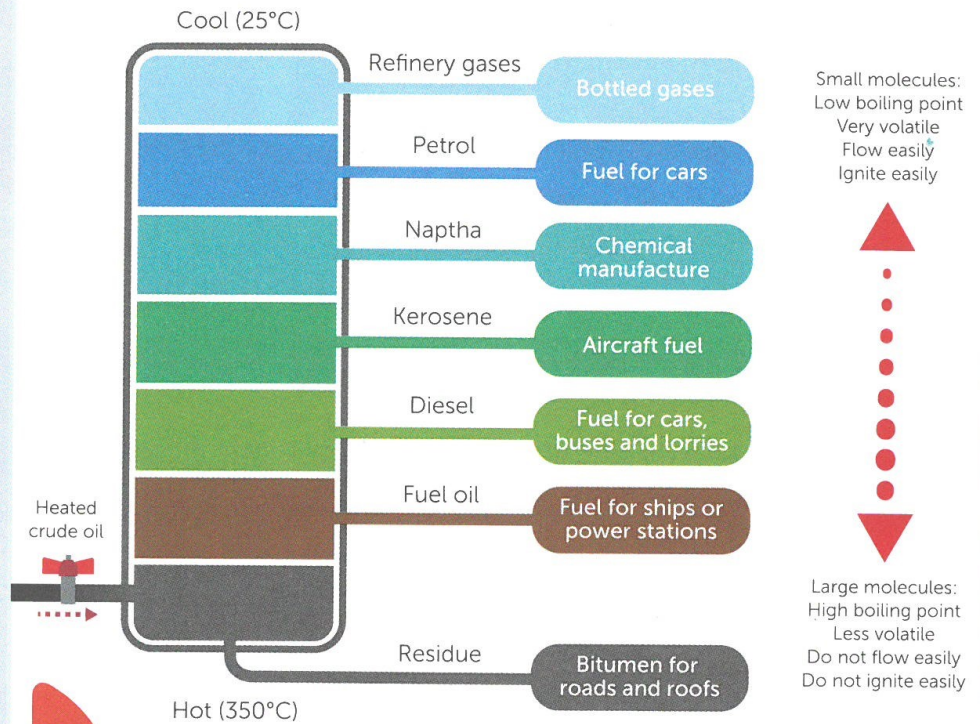 Cool (25°C)
Refinery gases
Bottled gases
Petrol
Fuel for cars
Naptha
Chemical
manufacture
Kerosene
Aircraft fuel
Diesel
Fuel for cars,
buses and lorries
Fuel oil
Fuel for ships or
power stations
Heated
crude oil
Residue
Bitumen for
roads and roofs
Hot (350°C)
Small molecules:
Low boiling point
Very volatile
Flow easily
Ignite easily
Large molecules:
High boiling point
Less volatile
Do not flow easily
Do not ignite easily